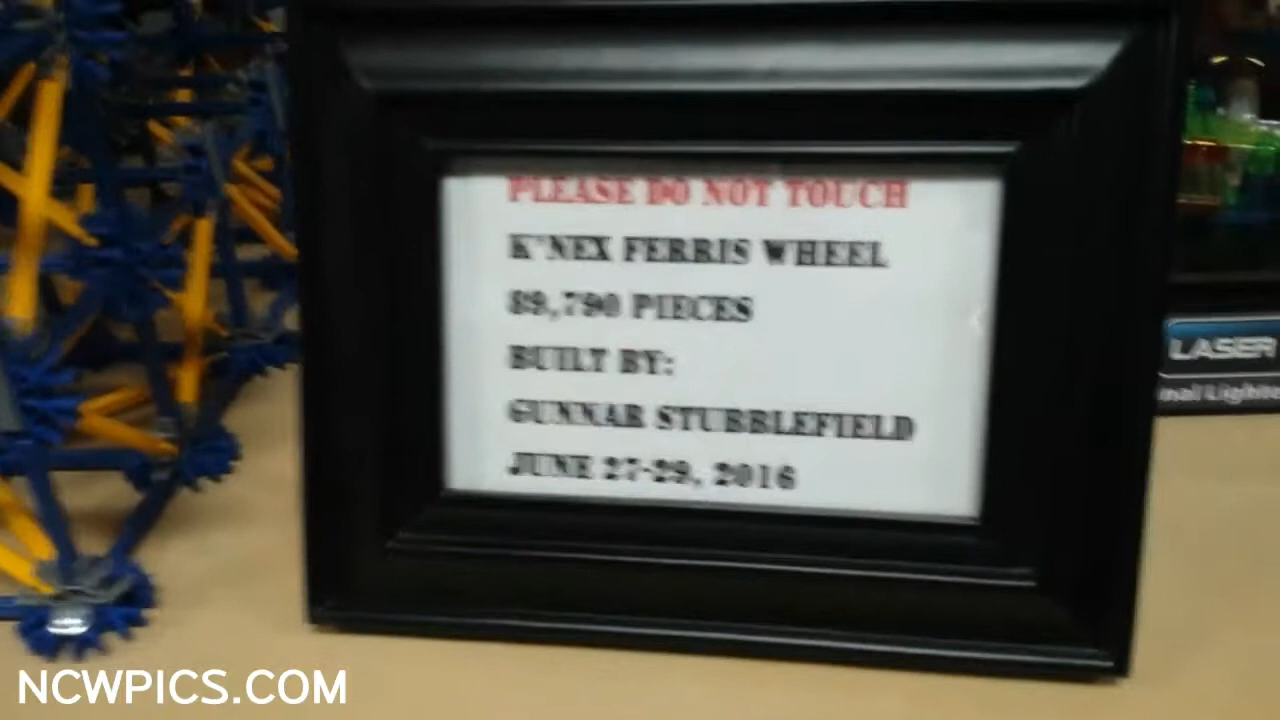 PLEASE DO NOT TOUCH
K'NEX FERRIS WHEEL
89,790 PIECES
BUILT BY:
GUNNAR STUBBLEFIELD
JUNE 27-29, 2016
LASER
NCWPICS.COM